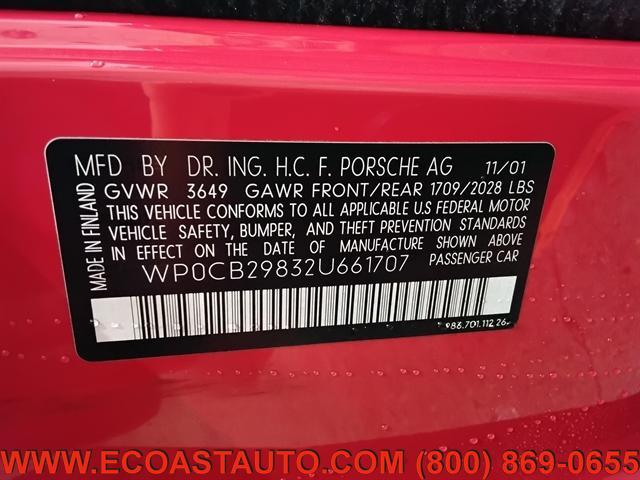 MFD BY DR. ING. H.C. F. PORSCHE AG 11/01
GVWR 3649 GAWR FRONT/REAR 1709/2028 LBS
THIS VEHICLE CONFORMS TO ALL APPLICABLE U.S FEDERAL MOTOR
VEHICLE SAFETY, BUMPER, AND THEFT PREVENTION STANDARDS
IN EFFECT ON THE DATE OF MANUFACTURE SHOWN ABOVE
WP0CB29832U661707 PASSENGER CAR
MADE IN FINLAND
986.701.112.26
WWW.ECOASTAUTO.COM (800) 869-0655